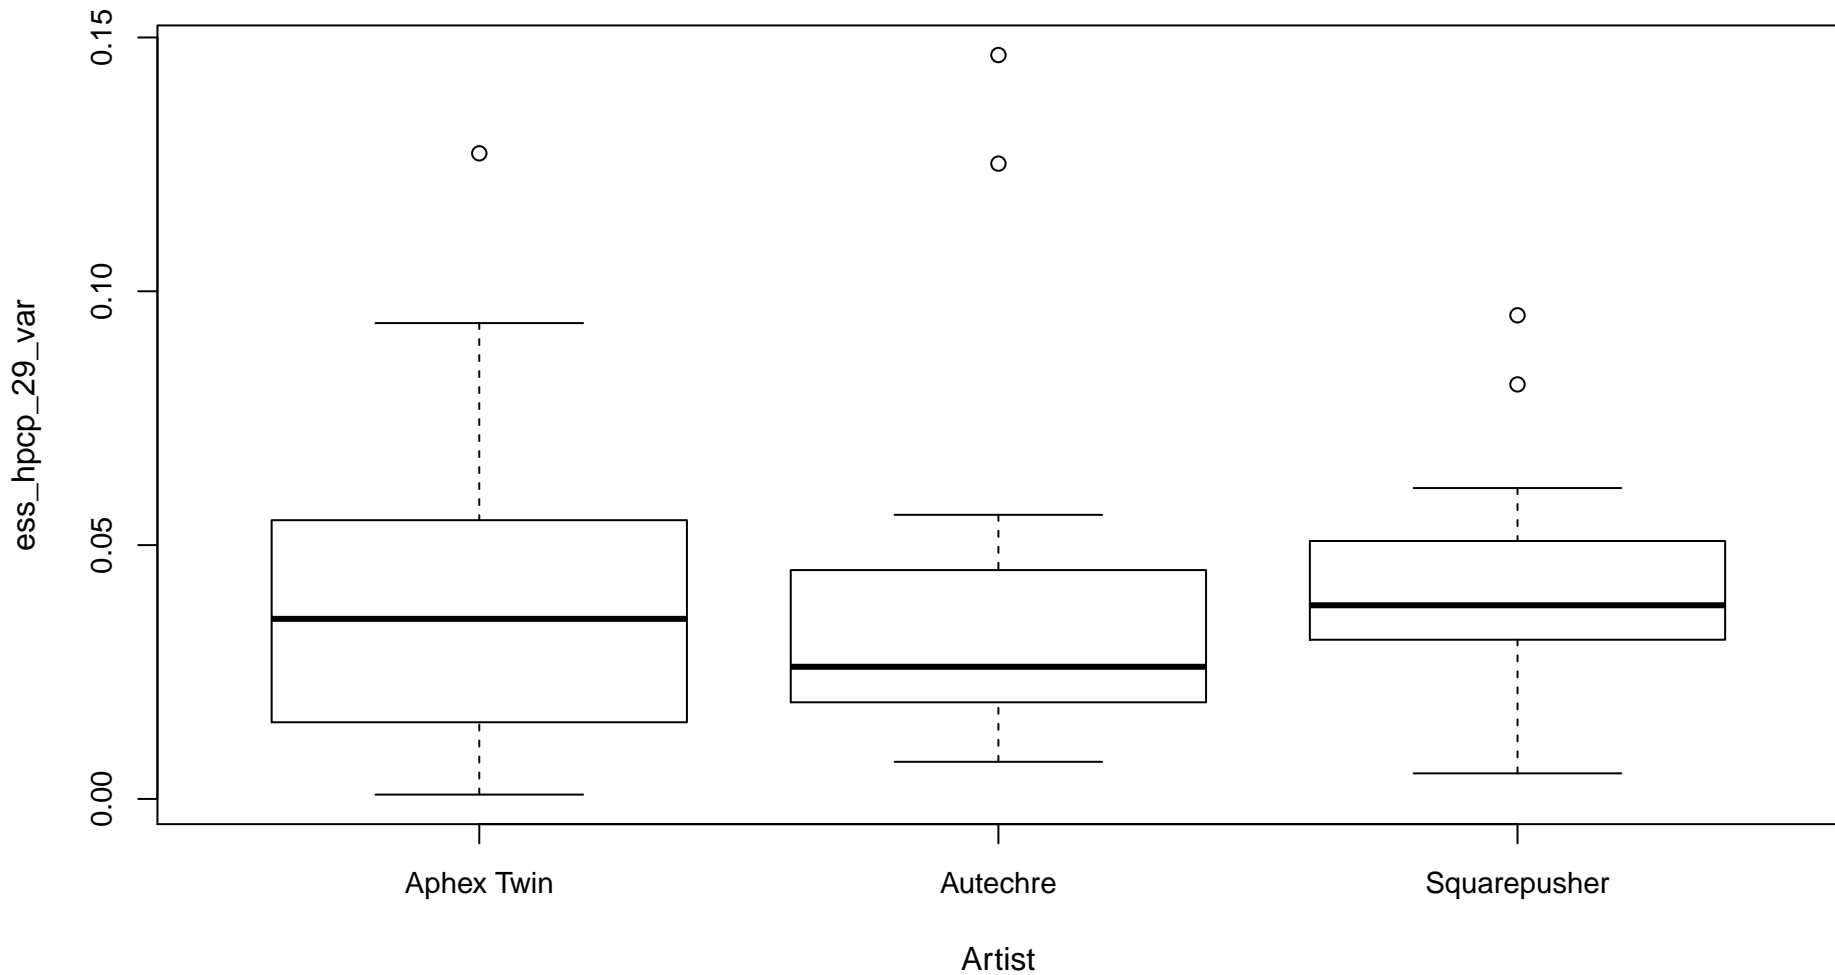 ess_hpcp_29_var
0.15
0.10
0.05
0.00
Aphex Twin
Autechre
Squarepusher
Artist